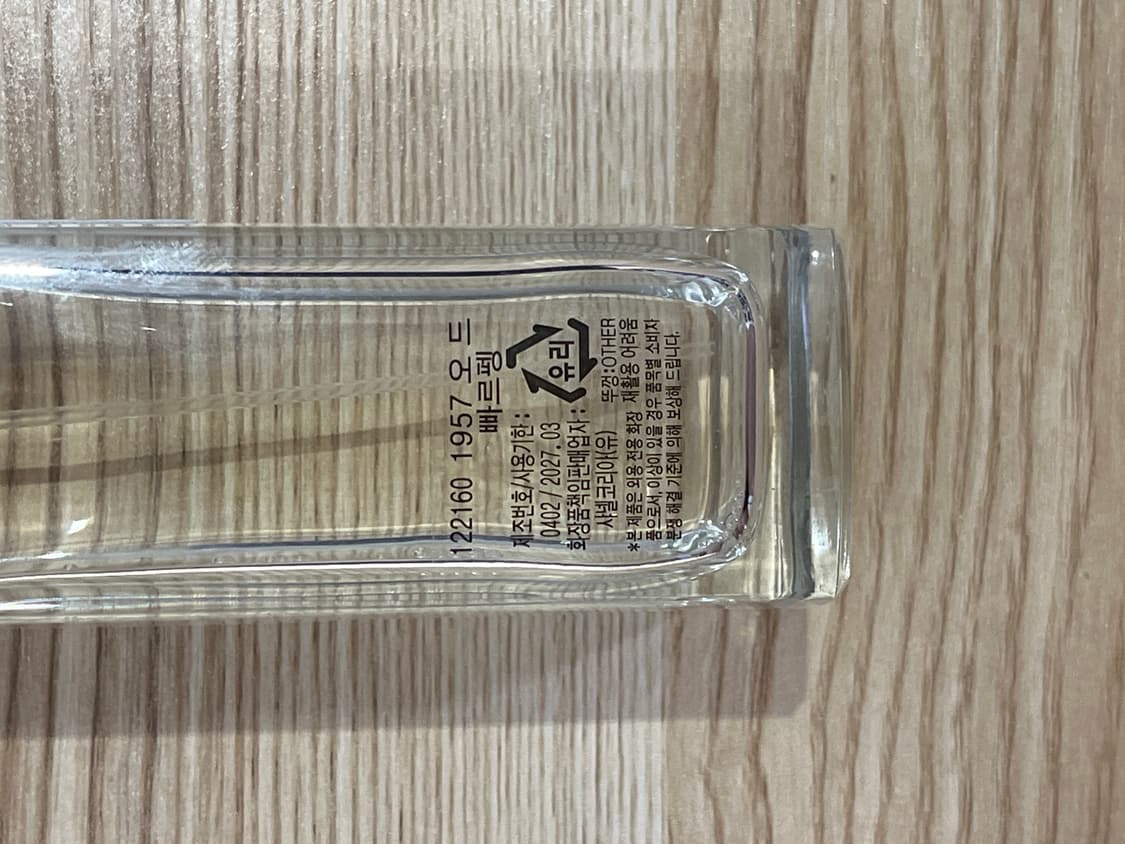 122160 1957 오 드
빠르펭
제조번호/사용기한 :
0402 / 2027. 03
화장품책임판매업자 :
샤넬코리아(유)
유리
뚜껑:OTHER
재활용 어려움
*본 제품은 외용 전용 화장
품으로서, 이상이 있을 경우 품목별 소비자
분쟁 해결 기준에 의해 보상해 드립니다.